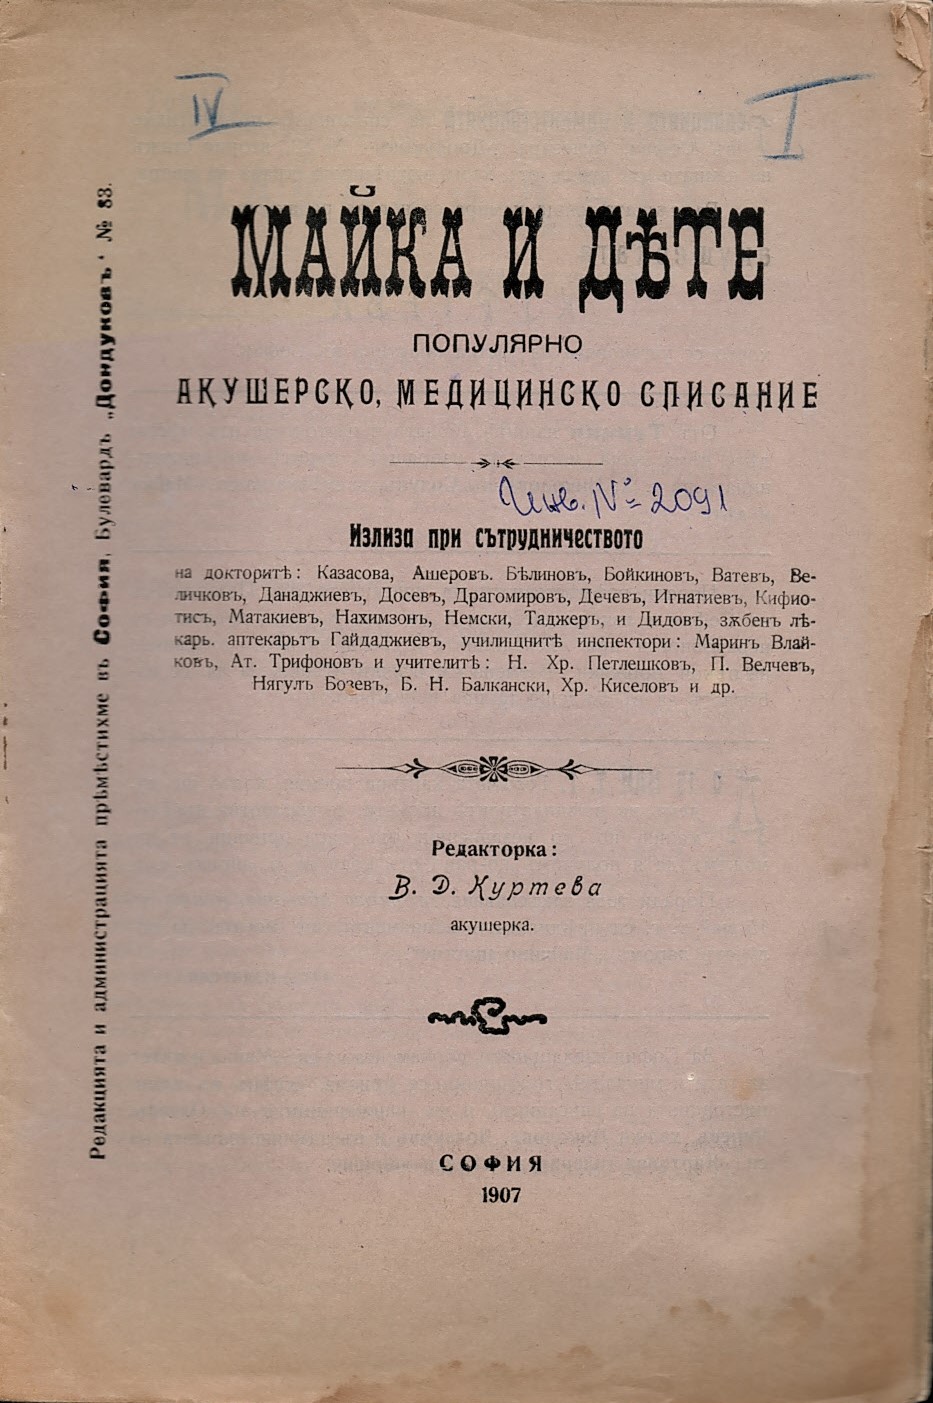 IV
I
МАЙКА И ДѢТЕ
ПОПУЛЯРНО
АКУШЕРСКО, МЕДИЦИНСКО СПИСАНИЕ
Инв. № 2091
Излиза при сътрудничеството
на докторитѣ: Казасова, Ашеровъ. Бѣлиновъ, Бойкиновъ, Ватевъ, Ве-
личковъ, Данаджиевъ, Досевъ, Драгомировъ, Дечевъ, Игнатиевъ, Кифио-
тисъ, Матакиевъ, Нахимзонъ, Немски, Таджеръ, и Дидовъ, зѫбенъ лѣ-
карь. аптекарьтъ Гайдаджиевъ, училищнитѣ инспектори: Маринъ Влай-
ковъ, Ат. Трифоновъ и учителитѣ: Н. Хр. Петлешковъ, П. Велчевъ,
Нягулъ Бозевъ, Б. Н. Балкански, Хр. Киселовъ и др.
Редакторка:
В. Д. Куртева
акушерка.
СОФИЯ
1907
Редакцията и администрацията прѣмѣстихме въ София, Булевардъ „Дондуковъ' № 83.